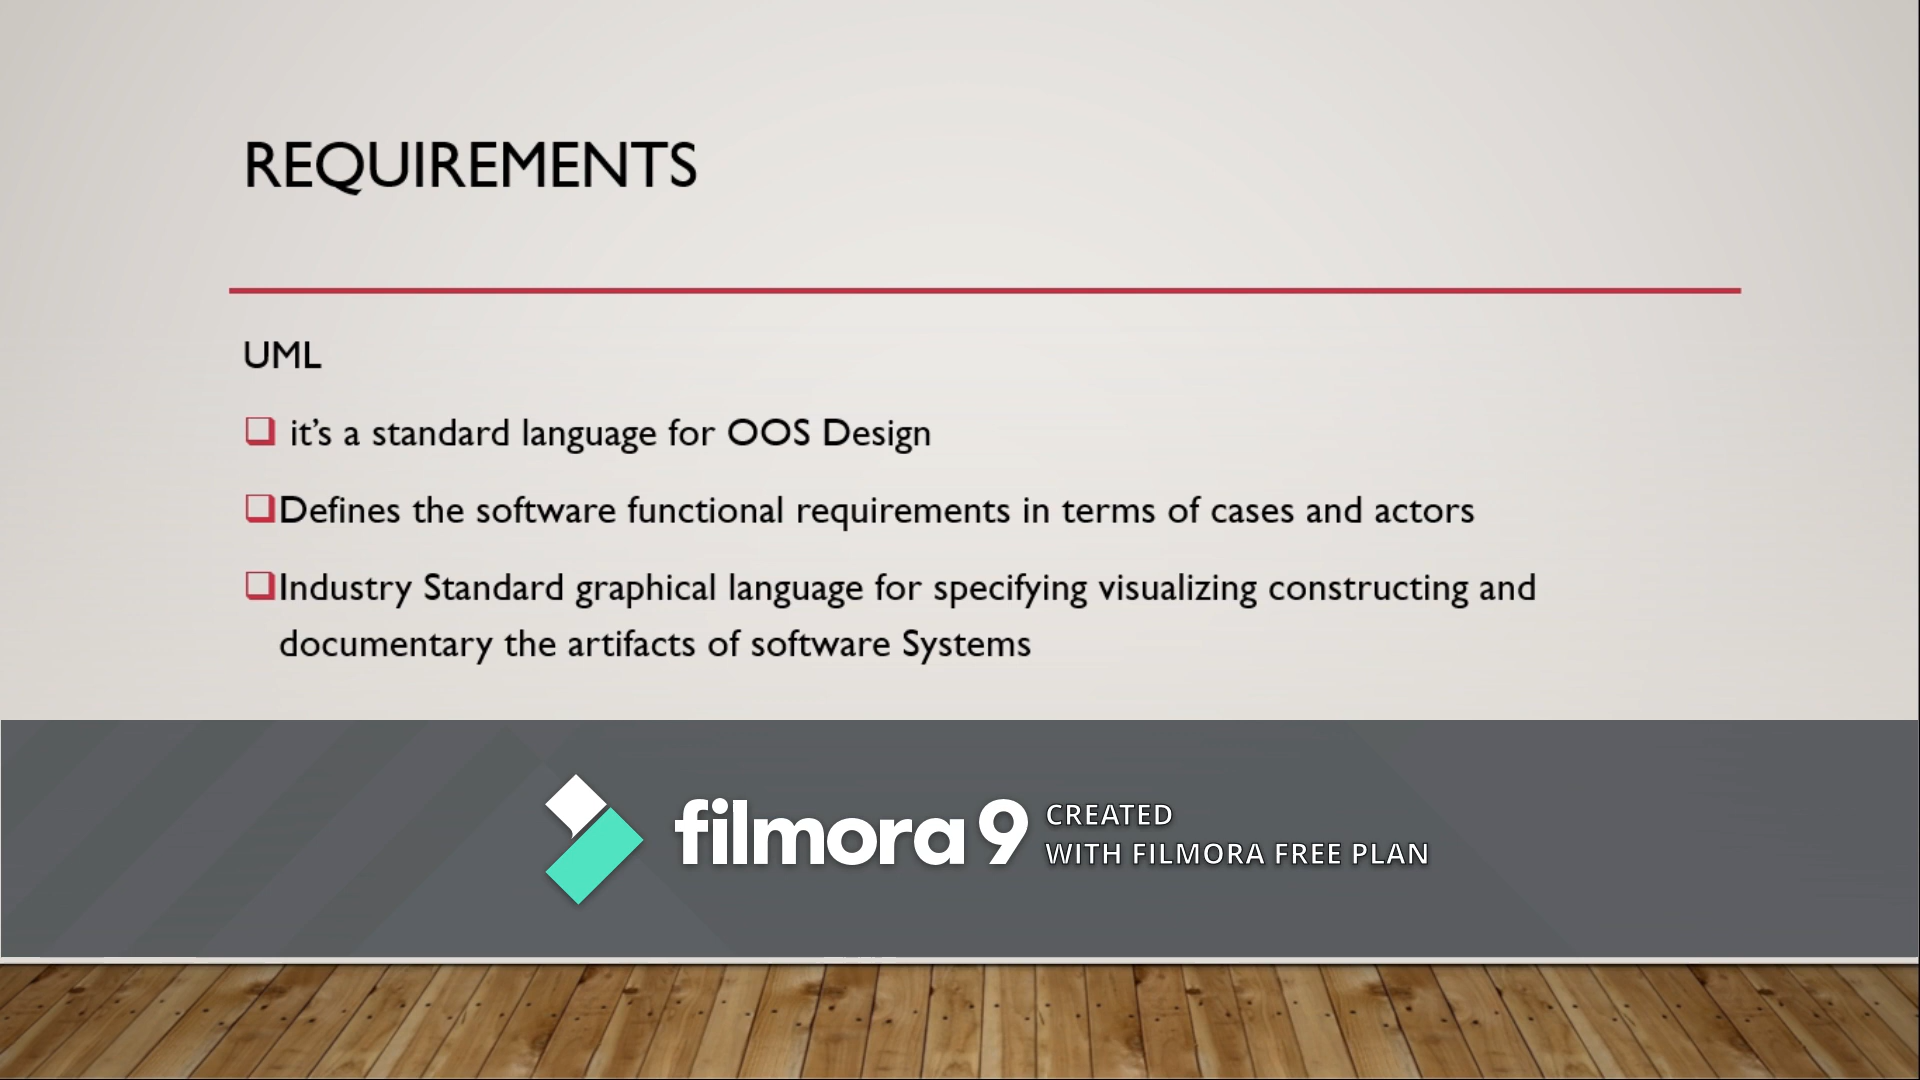 REQUIREMENTS
UML
it's a standard language for OOS Design
Defines the software functional requirements in terms of cases and actors
Industry Standard graphical language for specifying visualizing constructing and
documentary the artifacts of software Systems
filmora 9
CREATED
WITH FILMORA FREE PLAN